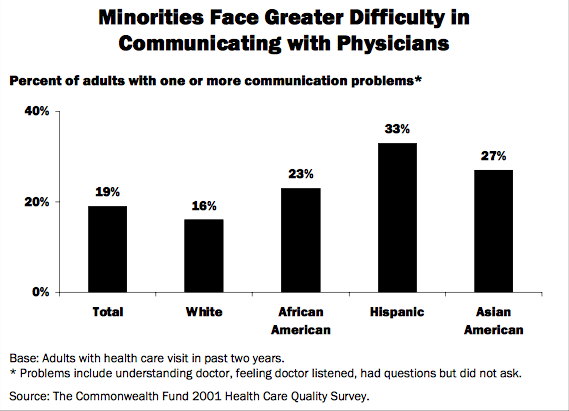 Minorities Face Greater Difficulty in
Communicating with Physicians
Percent of adults with one or more communication problems*
40%
33%
27%
23%
19%
16%
20%
0%
Total White African Hispanic Asian
American American
Base: Adults with health care visit in past two years.
* Problems include understanding doctor, feeling doctor listened, had questions but did not ask.
Source: The Commonwealth Fund 2001 Health Care Quality Survey.